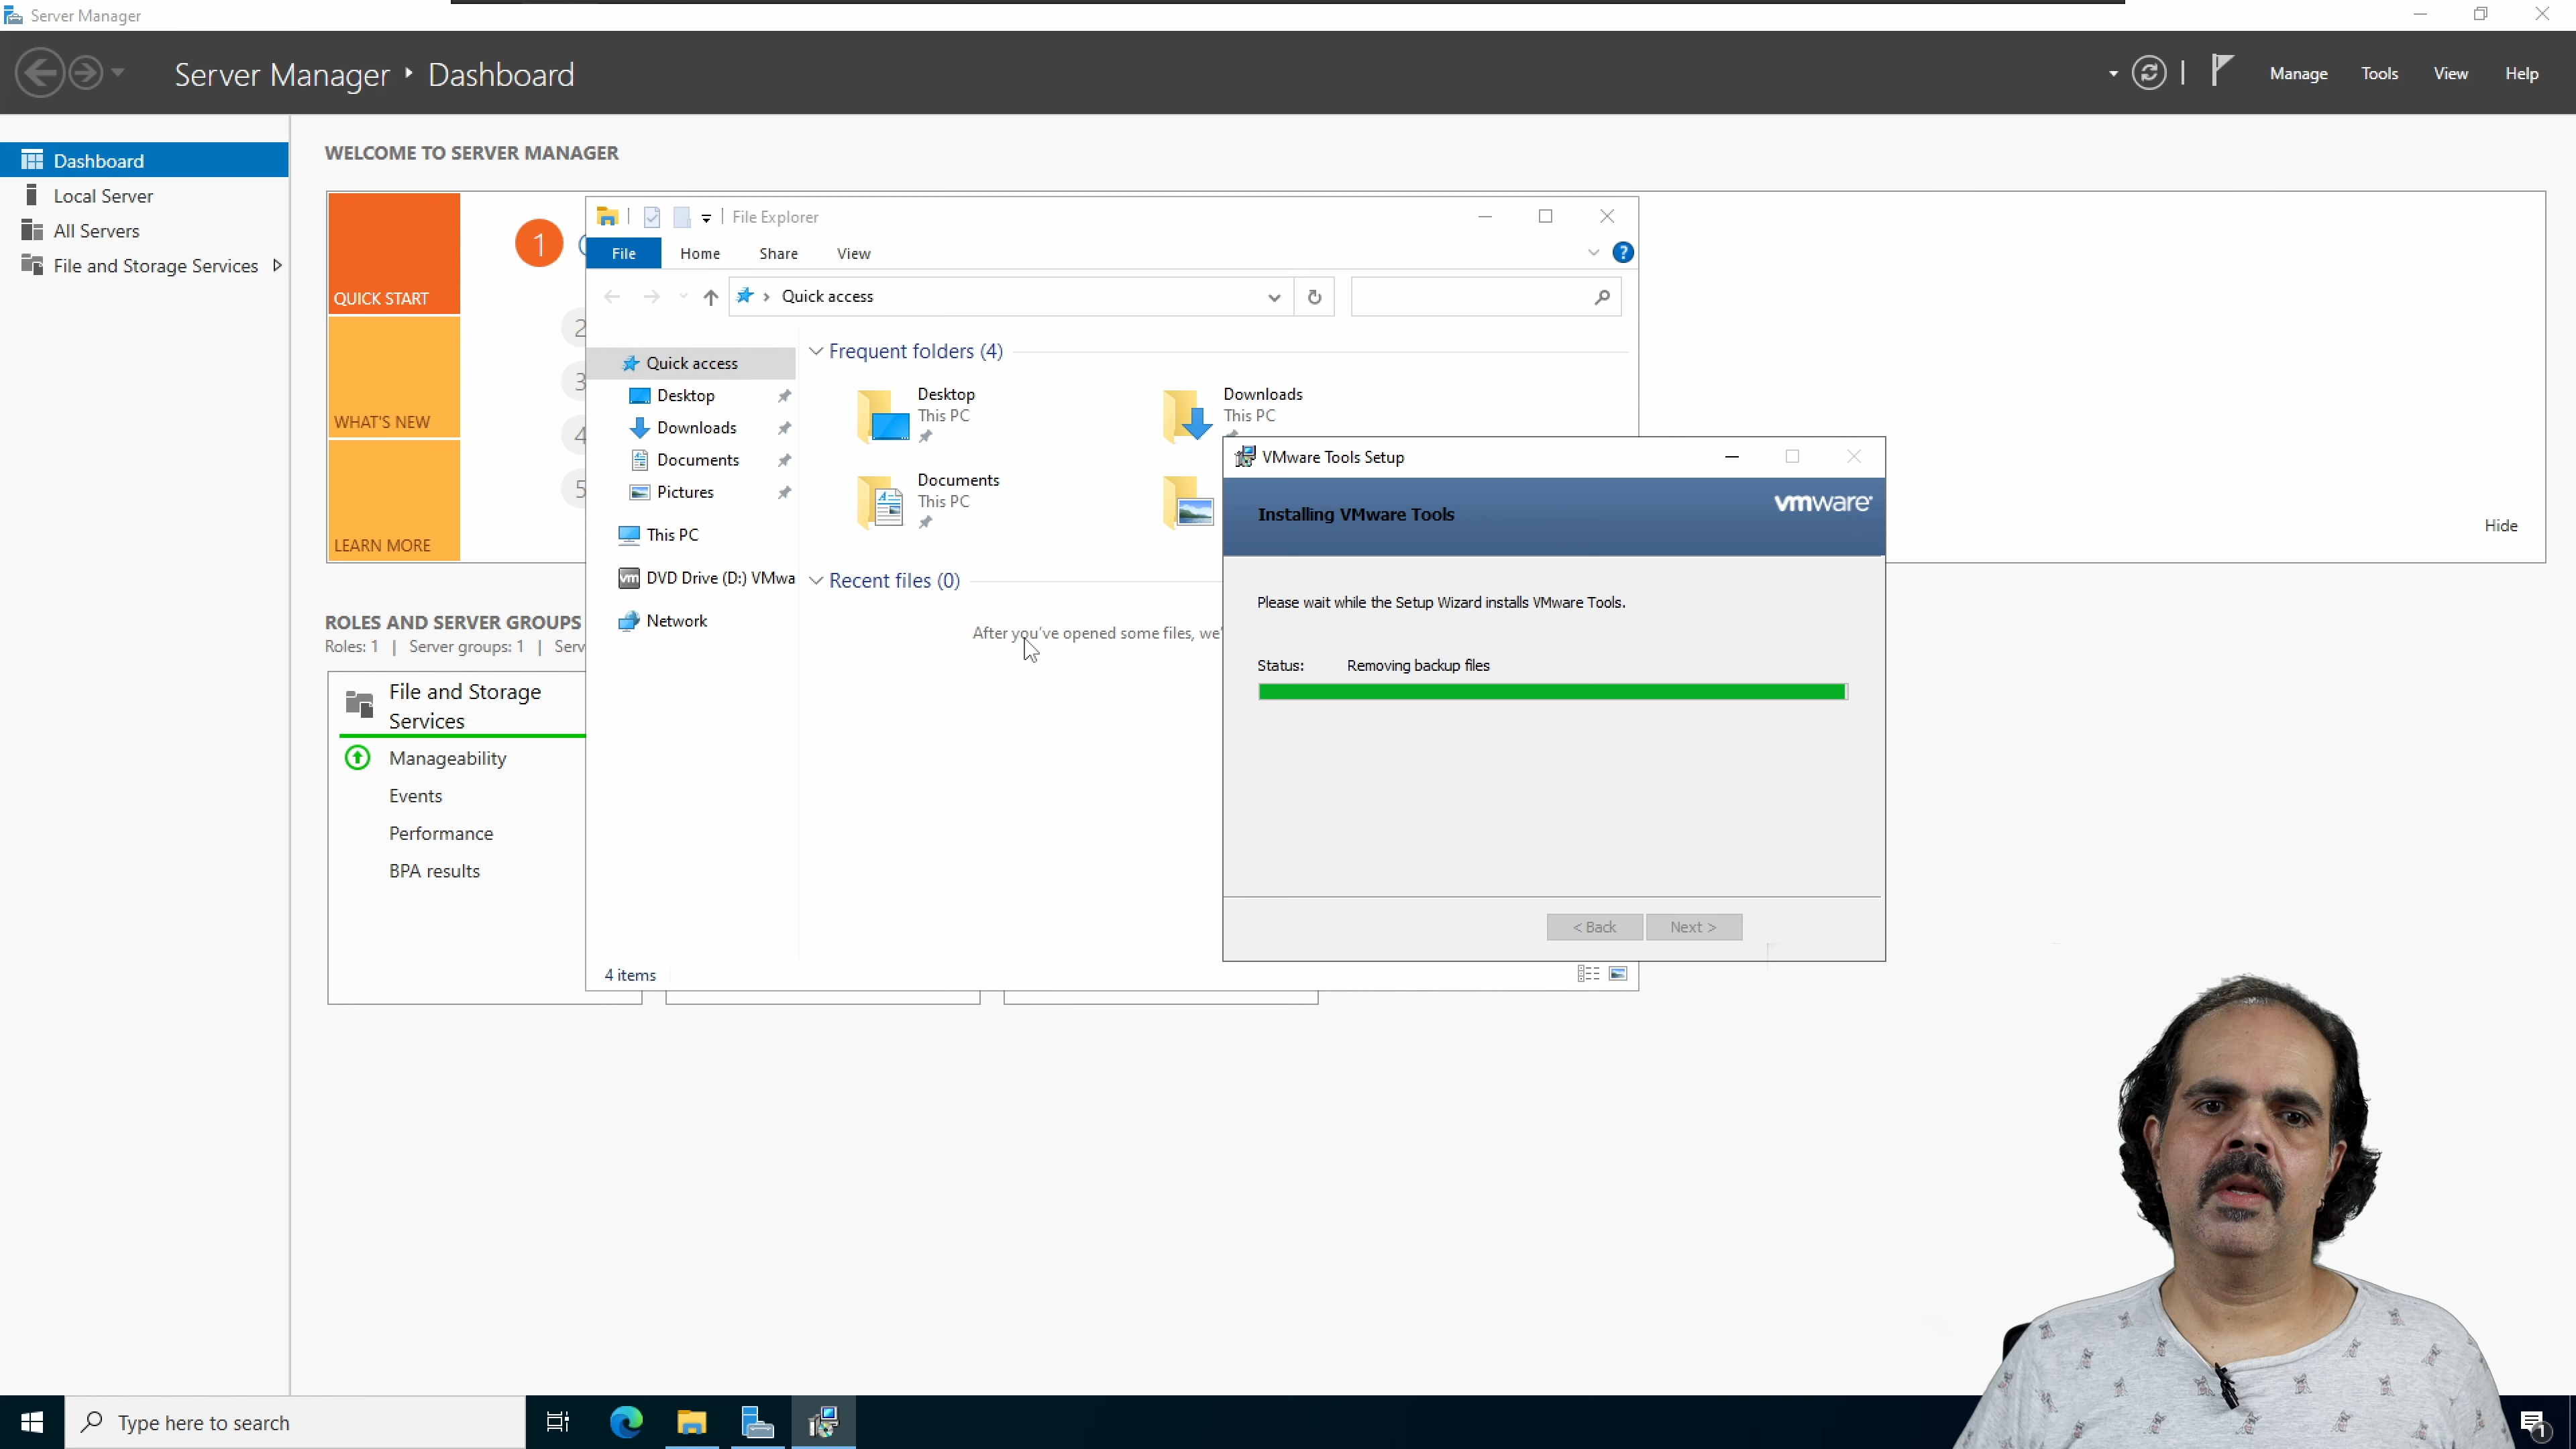 Server Manager
Server Manager ‣ Dashboard
Manage Tools View Help
Dashboard
Local Server
All Servers
File and Storage Services
WELCOME TO SERVER MANAGER
QUICK START
WHAT'S NEW
LEARN MORE
1
2
3
4
5
Hide
ROLES AND SERVER GROUPS
Roles: 1 | Server groups: 1 | Serv
File and Storage
Services
Manageability
Events
Performance
BPA results
File Explorer
File Home Share View
Quick access
Quick access
Desktop
Downloads
Documents
Pictures
This PC
DVD Drive (D:) VMwa
Network
Frequent folders (4)
Desktop
This PC
Downloads
This PC
Documents
This PC
Recent files (0)
After you've opened some files, we'
4 items
VMware Tools Setup
vmware
Installing VMware Tools
Please wait while the Setup Wizard installs VMware Tools.
Status: Removing backup files
< Back Next >
Type here to search
1